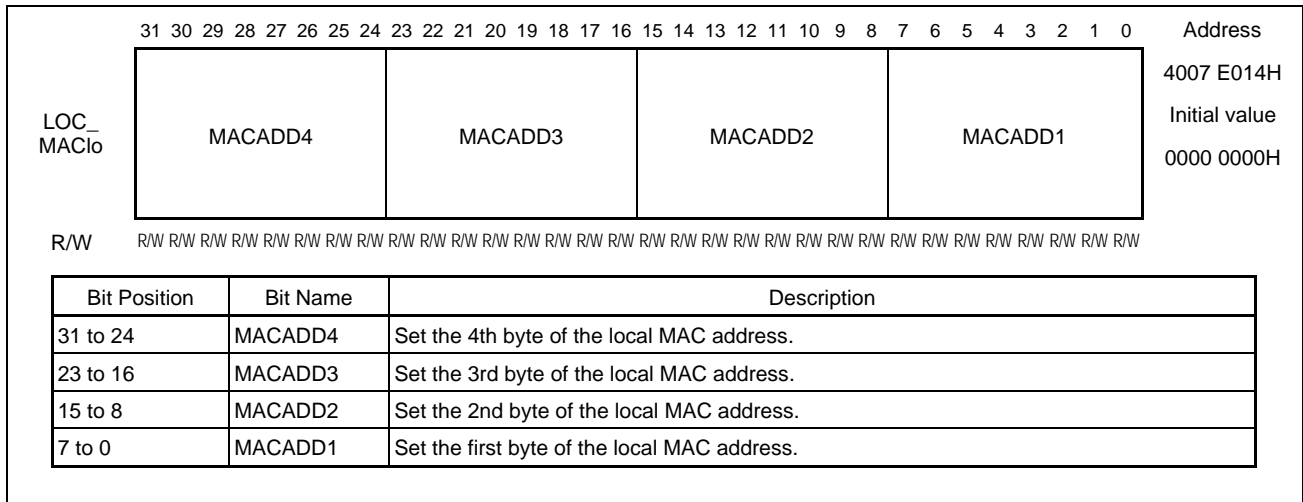 31 30 29 28 27 26 25 24 23 22 21 20 19 18 17 16 15 14 13 12 11 10 9 8 7 6 5 4 3 2 1 0 Address
4007 E014H
LOC_ MACADD4 MACADD3 MACADD2 MACADD1 Initial value
MAClo
0000 0000H
R/W R/W R/W R/W R/W R/W R/W R/W R/W R/W R/W R/W R/W R/W R/W R/W R/W R/W R/W R/W R/W R/W R/W R/W R/W R/W R/W R/W R/W R/W R/W R/W R/W
Bit Position Bit Name Description
31 to 24 MACADD4 Set the 4th byte of the local MAC address.
23 to 16 MACADD3 Set the 3rd byte of the local MAC address.
15 to 8 MACADD2 Set the 2nd byte of the local MAC address.
7 to 0 MACADD1 Set the first byte of the local MAC address.